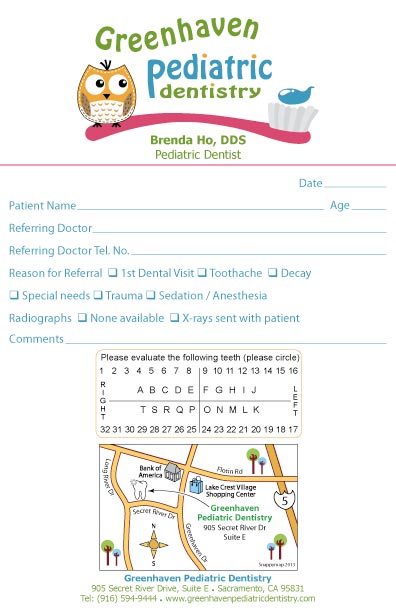 Greenhaven
pediatric
dentistry
Brenda Ho, DDS
Pediatric Dentist
Date
Patient Name Age
Referring Doctor
Referring Doctor Tel. No.
Reason for Referral ❑ 1st Dental Visit ❑ Toothache ❑ Decay
❑ Special needs ❑ Trauma ❑ Sedation / Anesthesia
Radiographs ❑ None available ❑ X-rays sent with patient
Comments
Please evaluate the following teeth (please circle)
1 2 3 4 5 6 7 8 9 10 11 12 13 14 15 16
RIGHT
A B C D E F G H I J
LEFT
T S R Q P O N M L K
32 31 30 29 28 27 26 25 24 23 22 21 20 19 18 17
Long River Dr
Bank of
America
Florin Rd
Lake Crest Village
Shopping Center
5
Secret River Dr
Greenhaven
Pediatric Dentistry
905 Secret River Dr
Suite E
Greenhaven Dr
Snappymap 2013
Greenhaven Pediatric Dentistry
905 Secret River Drive, Suite E • Sacramento, CA 95831
Tel: (916) 594-9444 • www.greenhavenpediatricdentistry.com